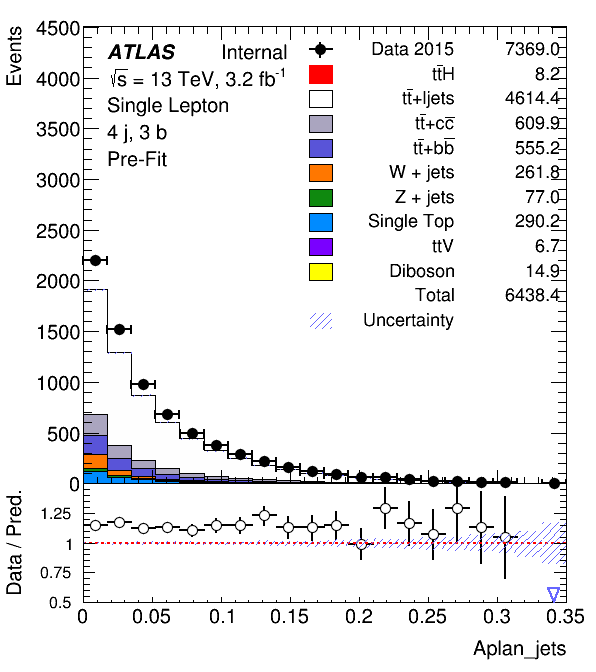 Events
4500
4000
3500
3000
2500
2000
1500
1000
500
0
ATLAS Internal
√s = 13 TeV, 3.2 fb⁻¹
Single Lepton
4 j, 3 b
Pre-Fit
Data 2015 7369.0
tt̄H 8.2
tt̄+ljets 4614.4
tt̄+cc̄ 609.9
tt̄+bb̄ 555.2
W + jets 261.8
Z + jets 77.0
Single Top 290.2
ttV 6.7
Diboson 14.9
Total 6438.4
Uncertainty
Data / Pred.
1.25
1
0.75
0.5
0 0.05 0.1 0.15 0.2 0.25 0.3 0.35
Aplan_jets